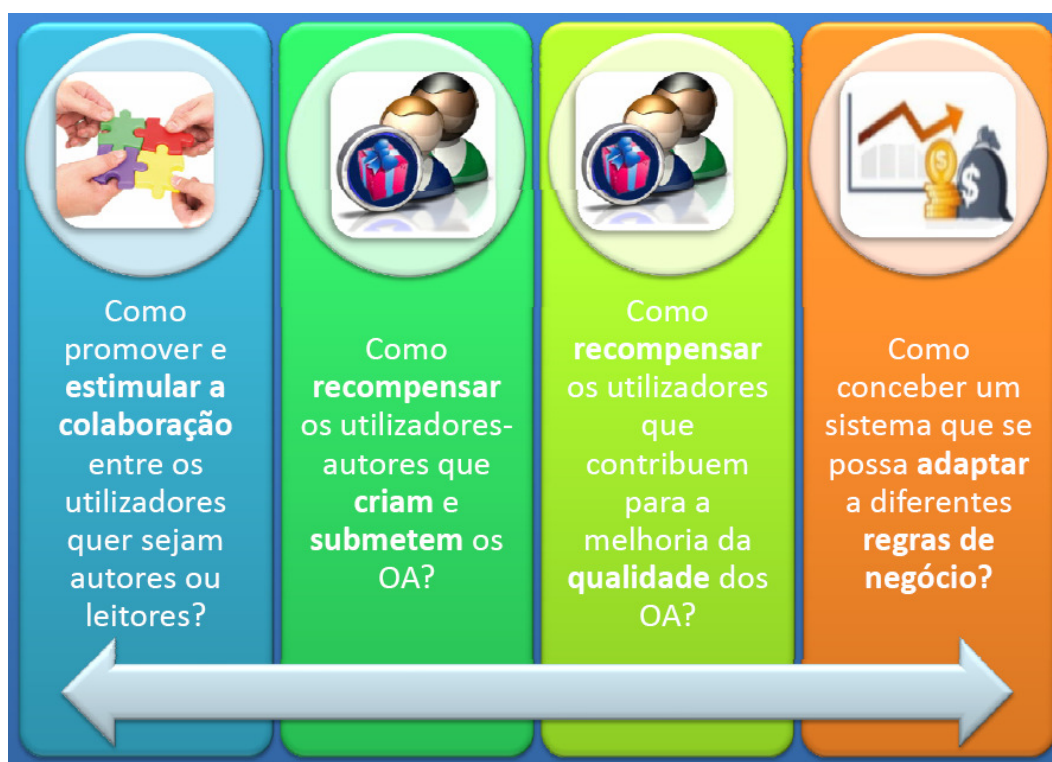 Como
promover e
estimular a
colaboração
entre os
utilizadores
quer sejam
autores ou
leitores?
Como
recompensar
os utilizadores-
autores que
criam e
submetem os
OA?
Como
recompensar
os utilizadores
que
contribuem
para a
melhoria da
qualidade dos
OA?
Como
conceber um
sistema que se
possa adaptar
a diferentes
regras de
negócio?